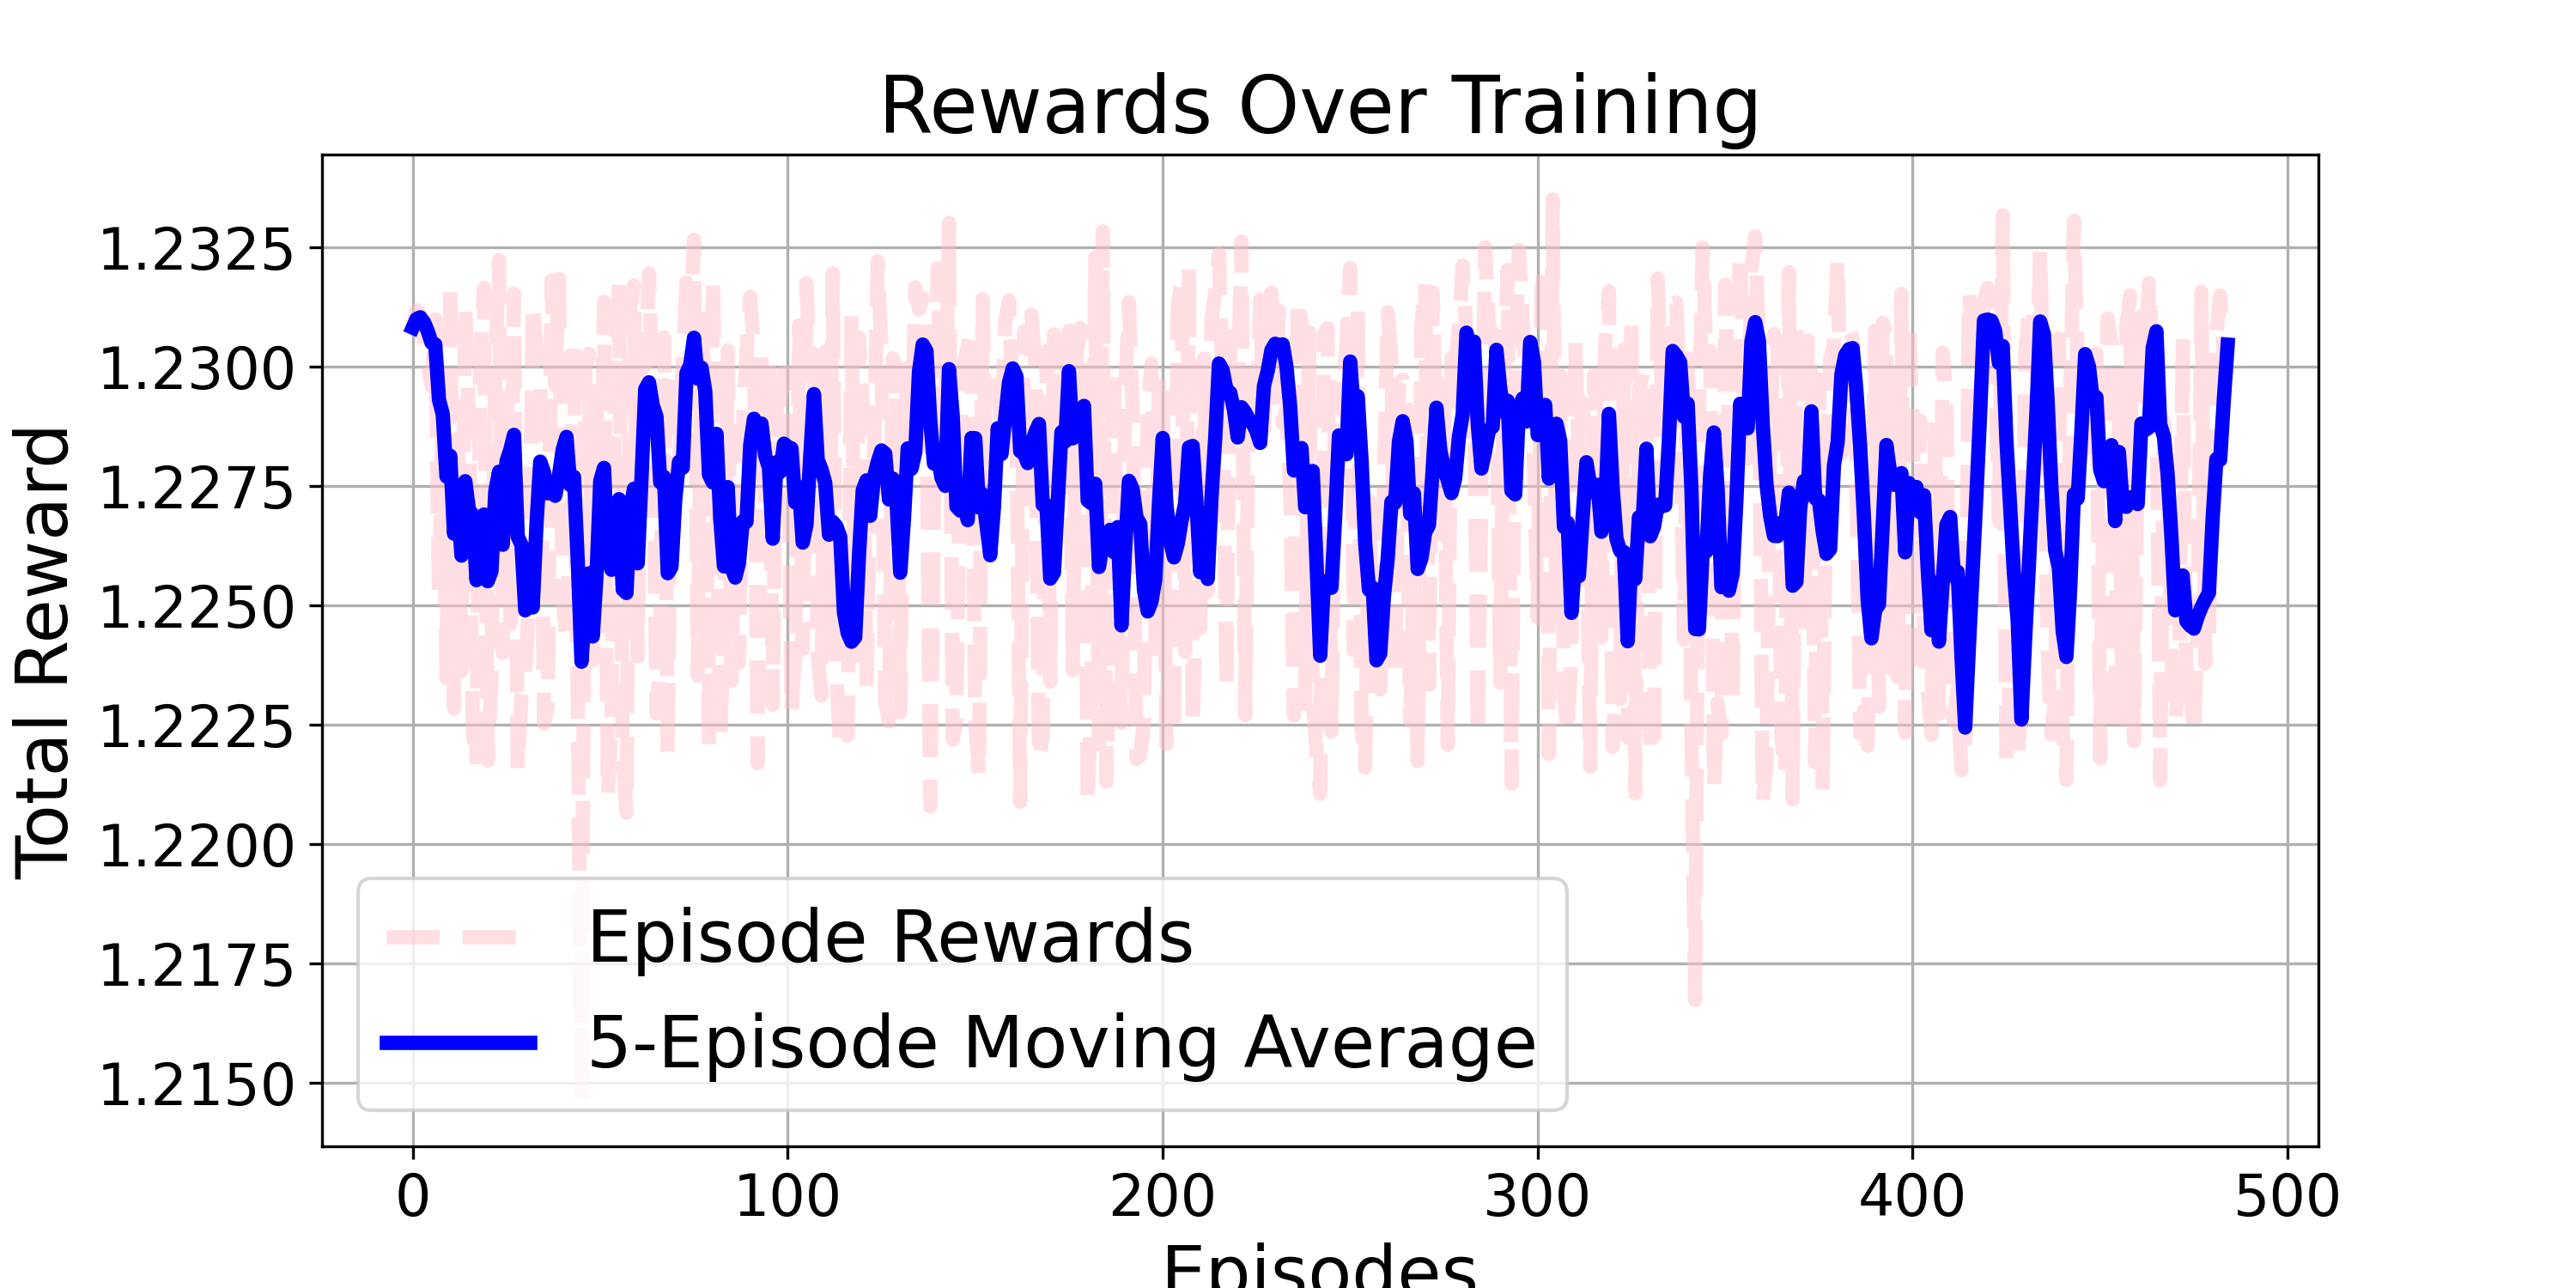 Rewards Over Training
Total Reward
1.2325
1.2300
1.2275
1.2250
1.2225
1.2200
1.2175
1.2150
Episode Rewards
5-Episode Moving Average
0 100 200 300 400 500
Episodes